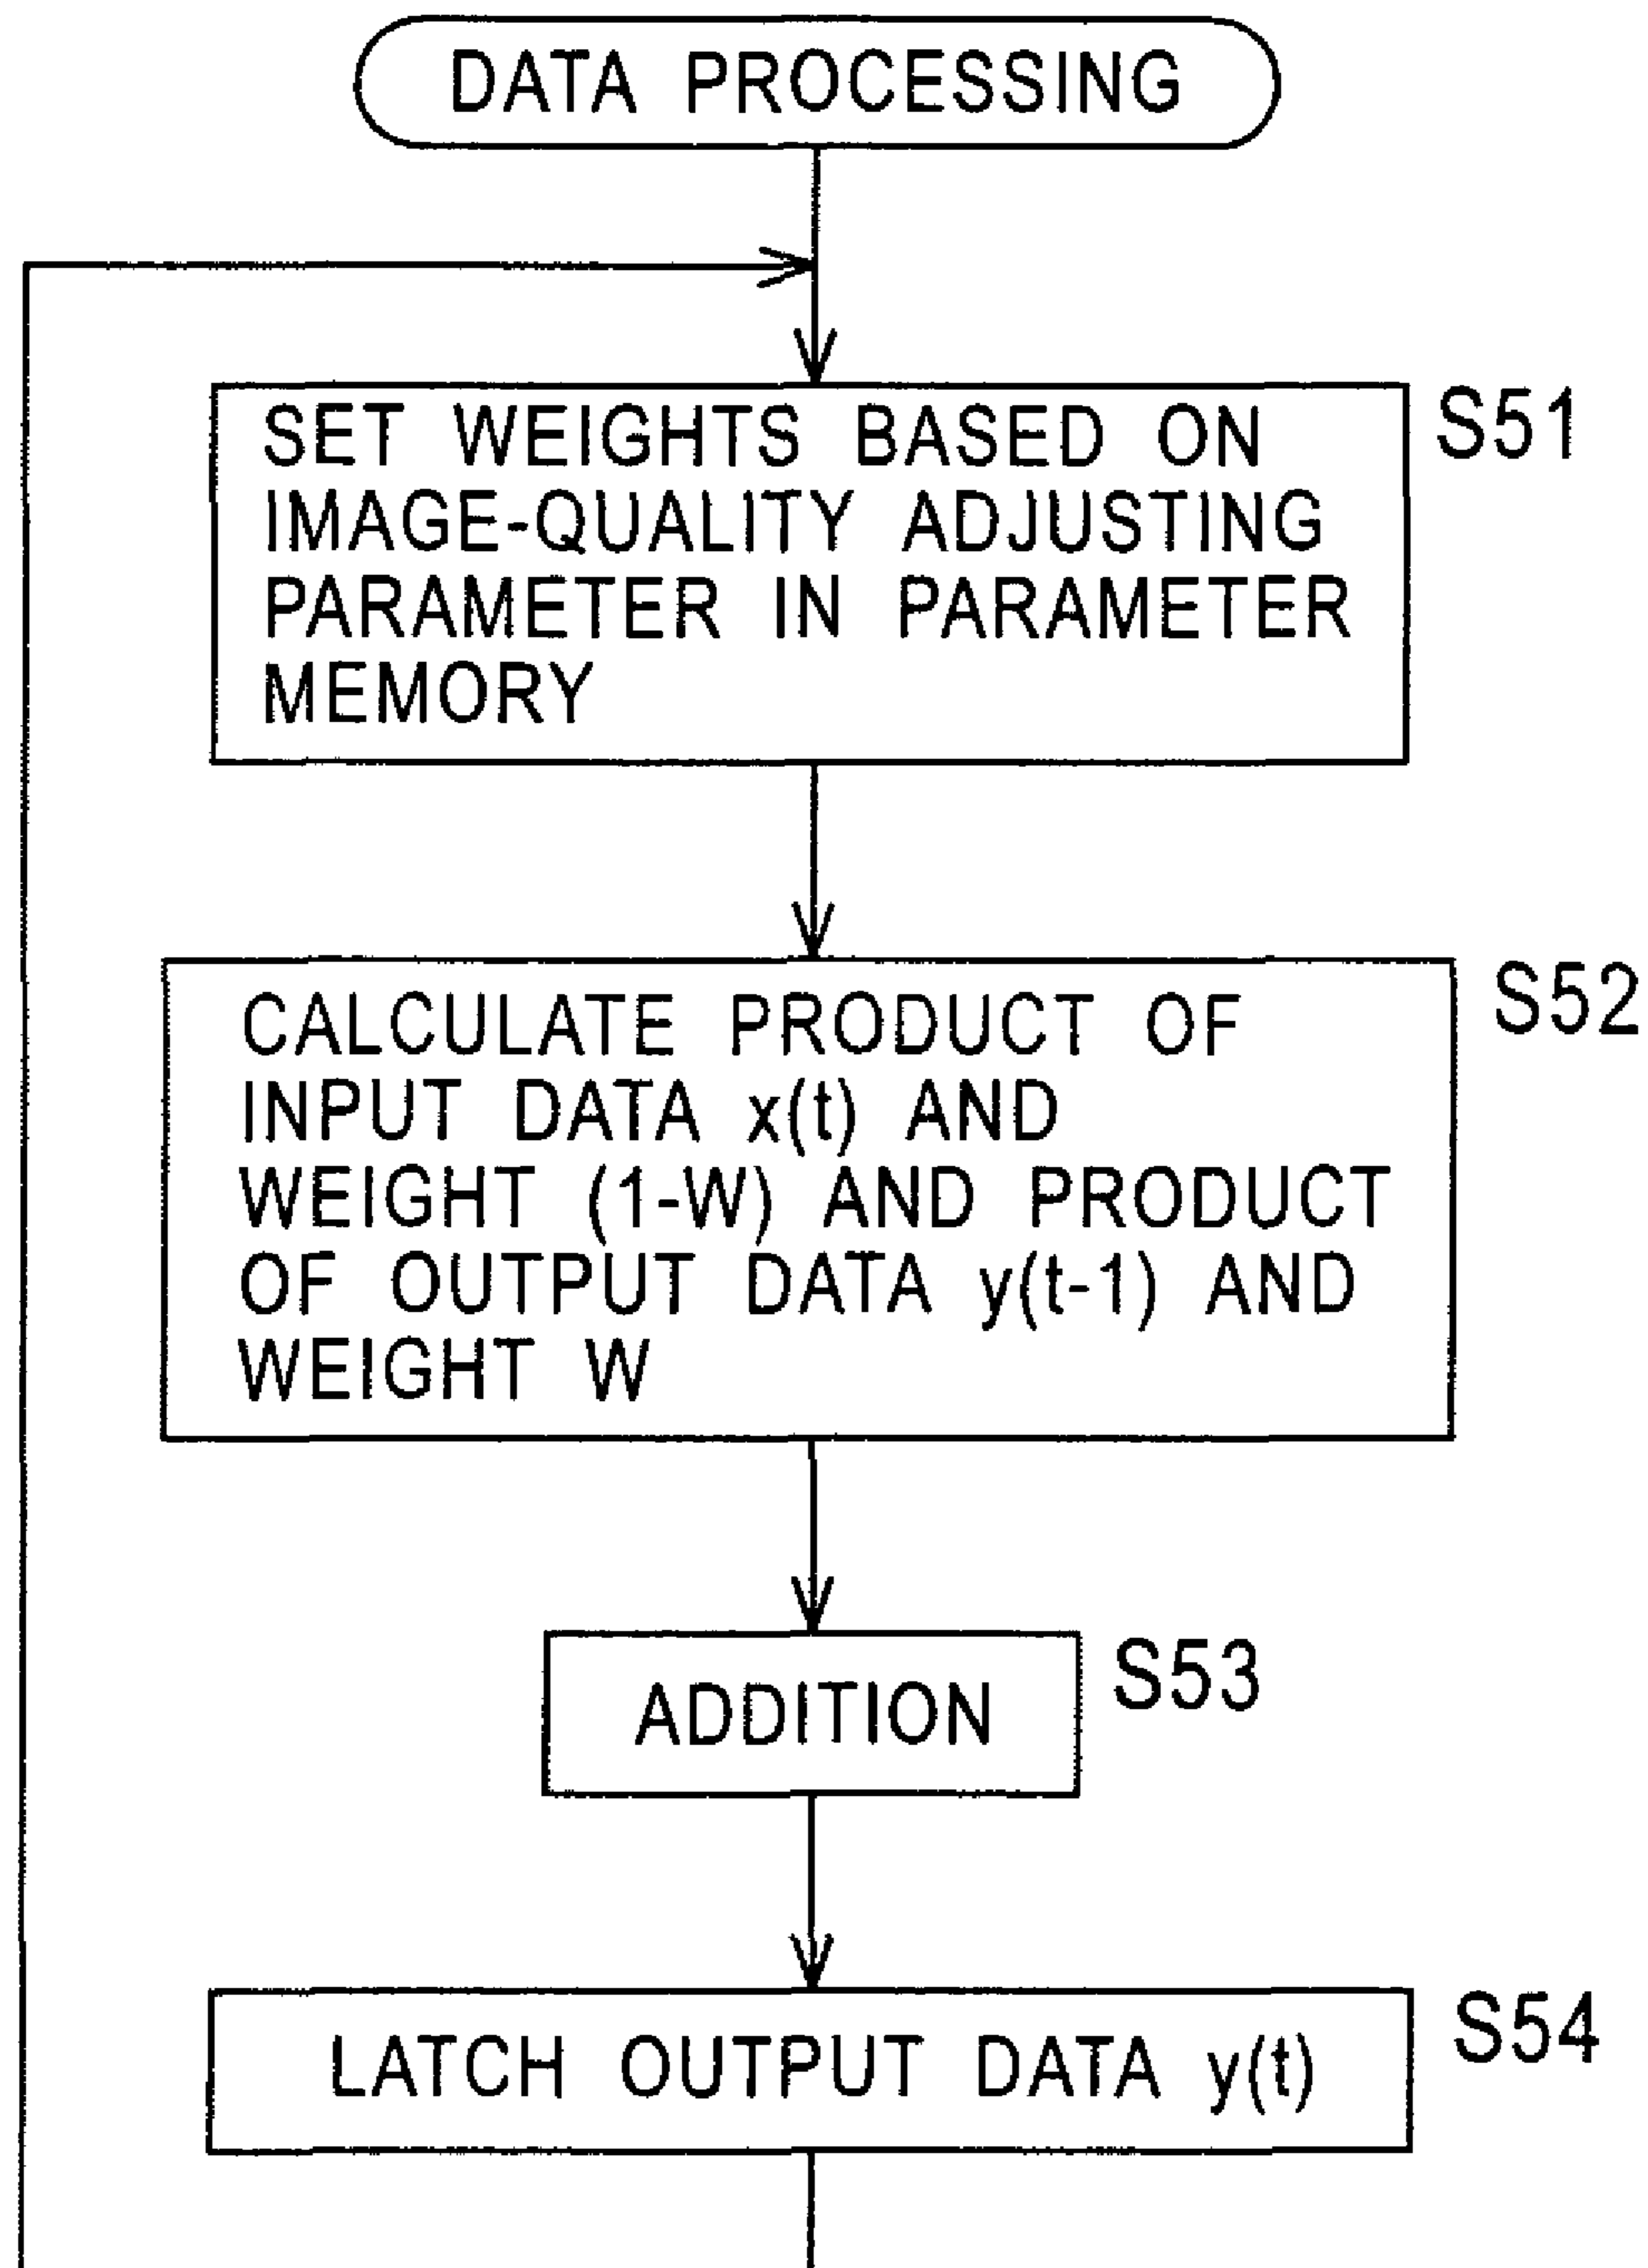 DATA PROCESSING
SET WEIGHTS BASED ON
IMAGE-QUALITY ADJUSTING
PARAMETER IN PARAMETER
MEMORY
S51
CALCULATE PRODUCT OF
INPUT DATA x(t) AND
WEIGHT (1-W) AND PRODUCT
OF OUTPUT DATA y(t-1) AND
WEIGHT W
S52
ADDITION
S53
LATCH OUTPUT DATA y(t)
S54